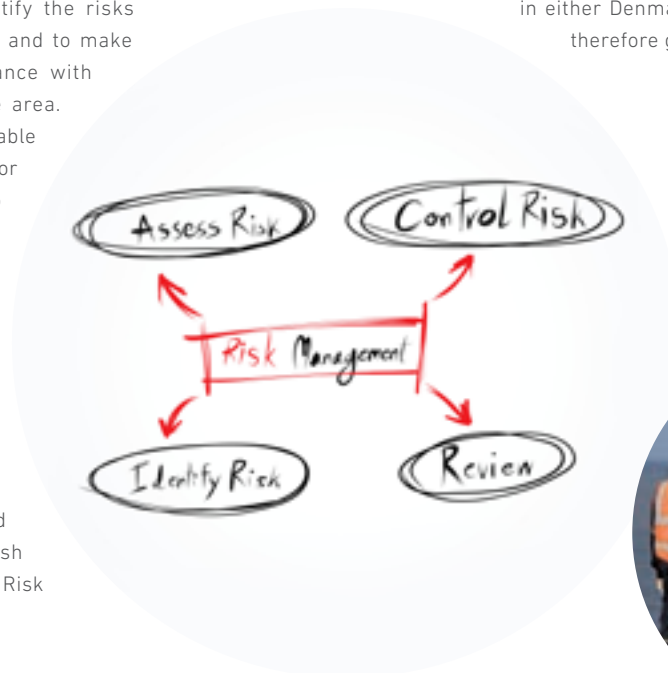 tify the risks
and to make
ance with
area.
able
or
in either Denma
therefore g
Assess Risk
Control Risk
Risk Management
Identify Risk
Review
d
sh
Risk